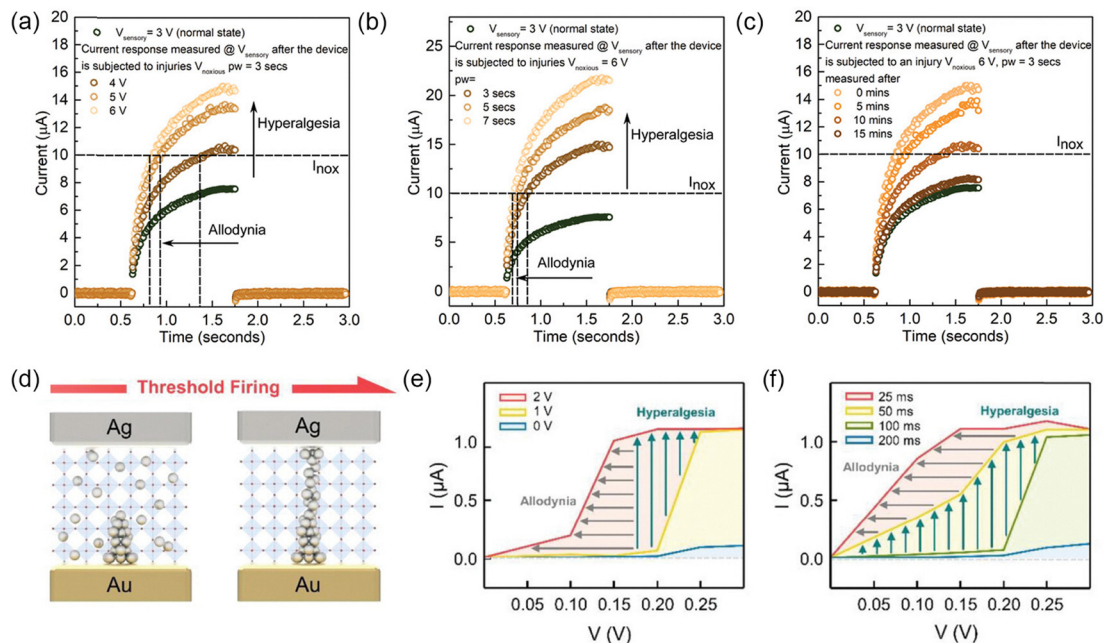 (a)
V_sensory = 3 V (normal state)
Current response measured @ V_sensory after the device
is subjected to injuries V_noxious pw = 3 secs
4 V
5 V
6 V
Hyperalgesia
I_nox
Allodynia
Current (µA)
20
18
16
14
12
10
8
6
4
2
0
0.0 0.5 1.0 1.5 2.0 2.5 3.0
Time (seconds)
(b)
V_sensory = 3 V (normal state)
Current response measured @ V_sensory after the device
is subjected to injuries V_noxious = 6 V
pw=
3 secs
5 secs
7 secs
Hyperalgesia
I_nox
Allodynia
Current (µA)
25
20
15
10
5
0
0.0 0.5 1.0 1.5 2.0 2.5 3.0
Time (seconds)
(c)
V_sensory = 3 V (normal state)
Current response measured @ V_sensory after the device
is subjected to an injury V_noxious 6 V, pw = 3 secs
measured after
0 mins
5 mins
10 mins
15 mins
I_nox
Current (µA)
20
18
16
14
12
10
8
6
4
2
0
0.0 0.5 1.0 1.5 2.0 2.5 3.0
Time (seconds)
(d)
Threshold Firing
Ag Ag
Au Au
(e)
2 V
1 V
0 V
Hyperalgesia
Allodynia
I (µA)
1.0
0.5
0.0
0.05 0.10 0.15 0.20 0.25
V (V)
(f)
25 ms
50 ms
100 ms
200 ms
Hyperalgesia
Allodynia
I (µA)
1.0
0.5
0.0
0.05 0.10 0.15 0.20 0.25
V (V)